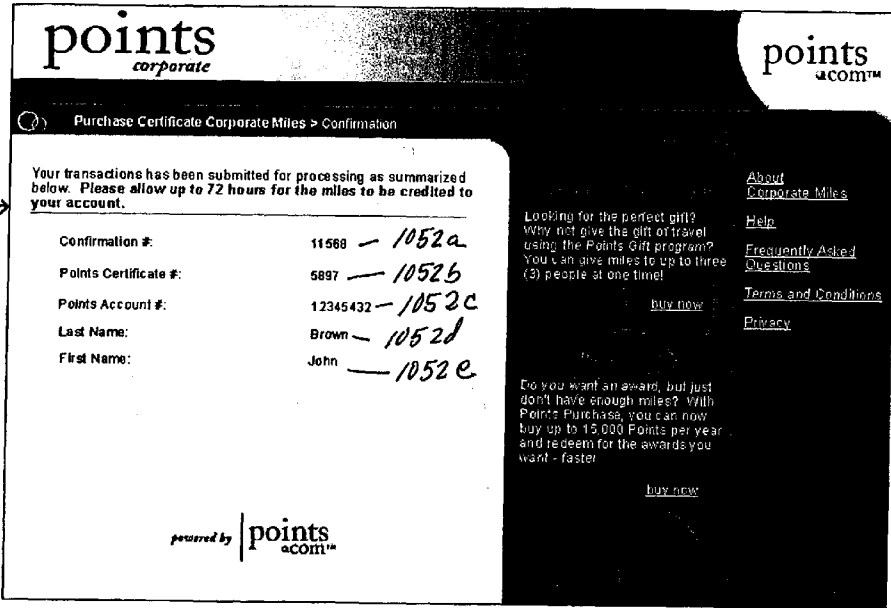 points
corporate
points
.com™
Purchase Certificate Corporate Miles > Confirmation
Your transactions has been submitted for processing as summarized
below. Please allow up to 72 hours for the miles to be credited to
your account.
Confirmation #: 11568 — 1052a
Points Certificate #: 5897 — 1052b
Points Account #: 12345432 — 1052c
Last Name: Brown — 1052d
First Name: John — 1052e
powered by points
.com™
Looking for the perfect gift?
Why not give the gift of travel
using the Points Gift program?
You can give miles to up to three
(3) people at one time!
buy now
Do you want an award, but just
don't have enough miles? With
Points Purchase, you can now
buy up to 15,000 Points per year
and redeem for the awards you
want - faster
buy now
About
Corporate Miles
Help
Frequently Asked
Questions
Terms and Conditions
Privacy